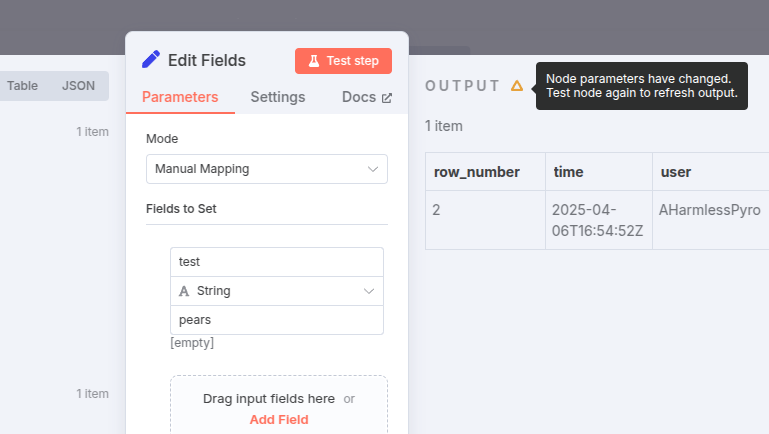 Table
JSON
1 item
1 item
Edit Fields
Test step
Parameters
Settings
Docs
Mode
Manual Mapping
Fields to Set
test
A String
pears
[empty]
Drag input fields here or
Add Field
OUTPUT
Node parameters have changed.
Test node again to refresh output.
1 item
row_number time user
2 2025-04-
06T16:54:52Z AHarmlessPyro